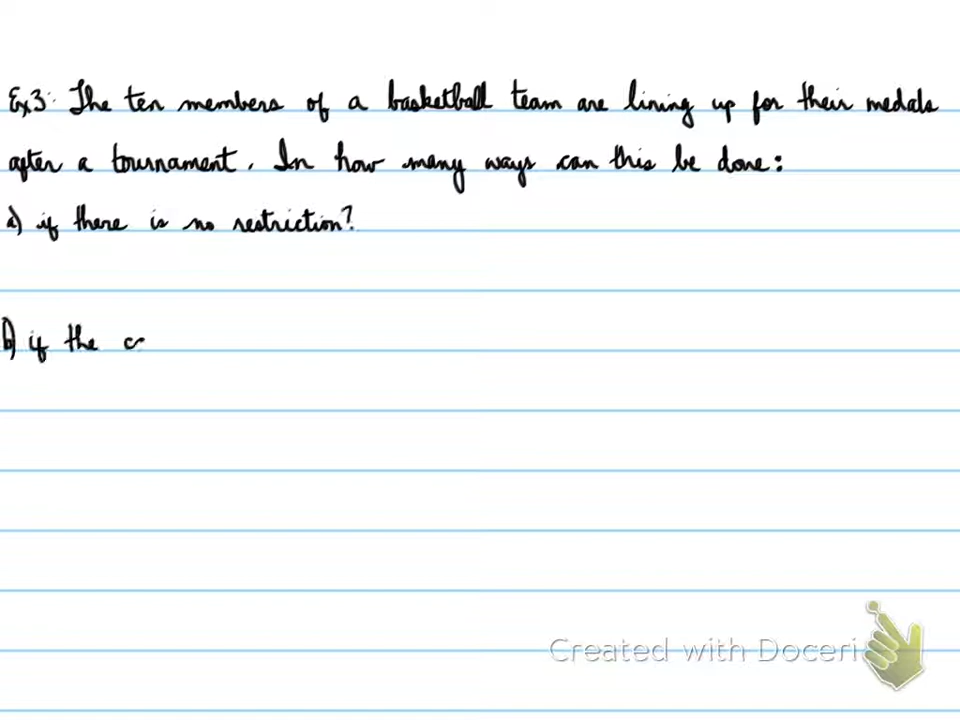 Ex3: The ten members of a basketball team are lining up for their medals
after a tournament. In how many ways can this be done:
a) if there is no restriction?
b) if the
Created with Doceri